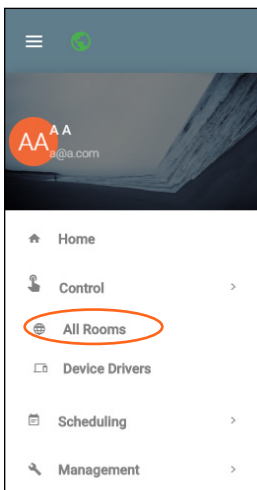 AA
A A
a@a.com
Home
Control
All Rooms
Device Drivers
Scheduling
Management